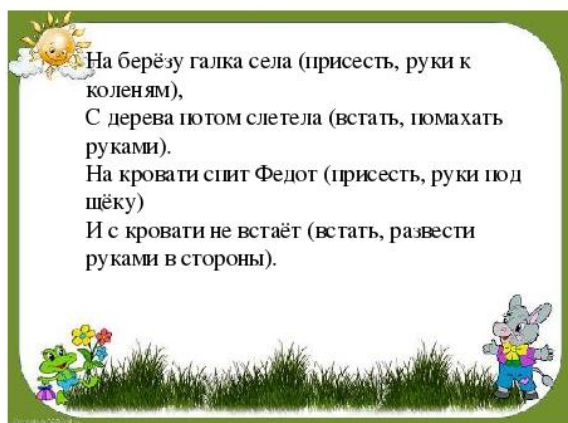 На берёзу галка села (присесть, руки к
коленям),
С дерева потом слетела (встать, помахать
руками).
На кровати спит Федот (присесть, руки под
щёку)
И с кровати не встаёт (встать, развести
руками в стороны).